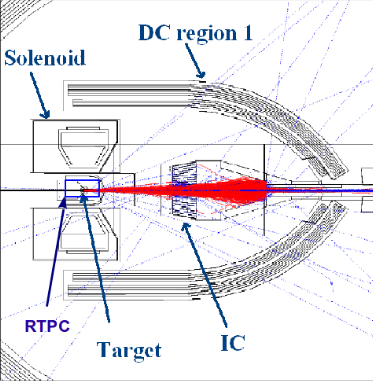 DC region 1
Solenoid
RTPC
Target
IC